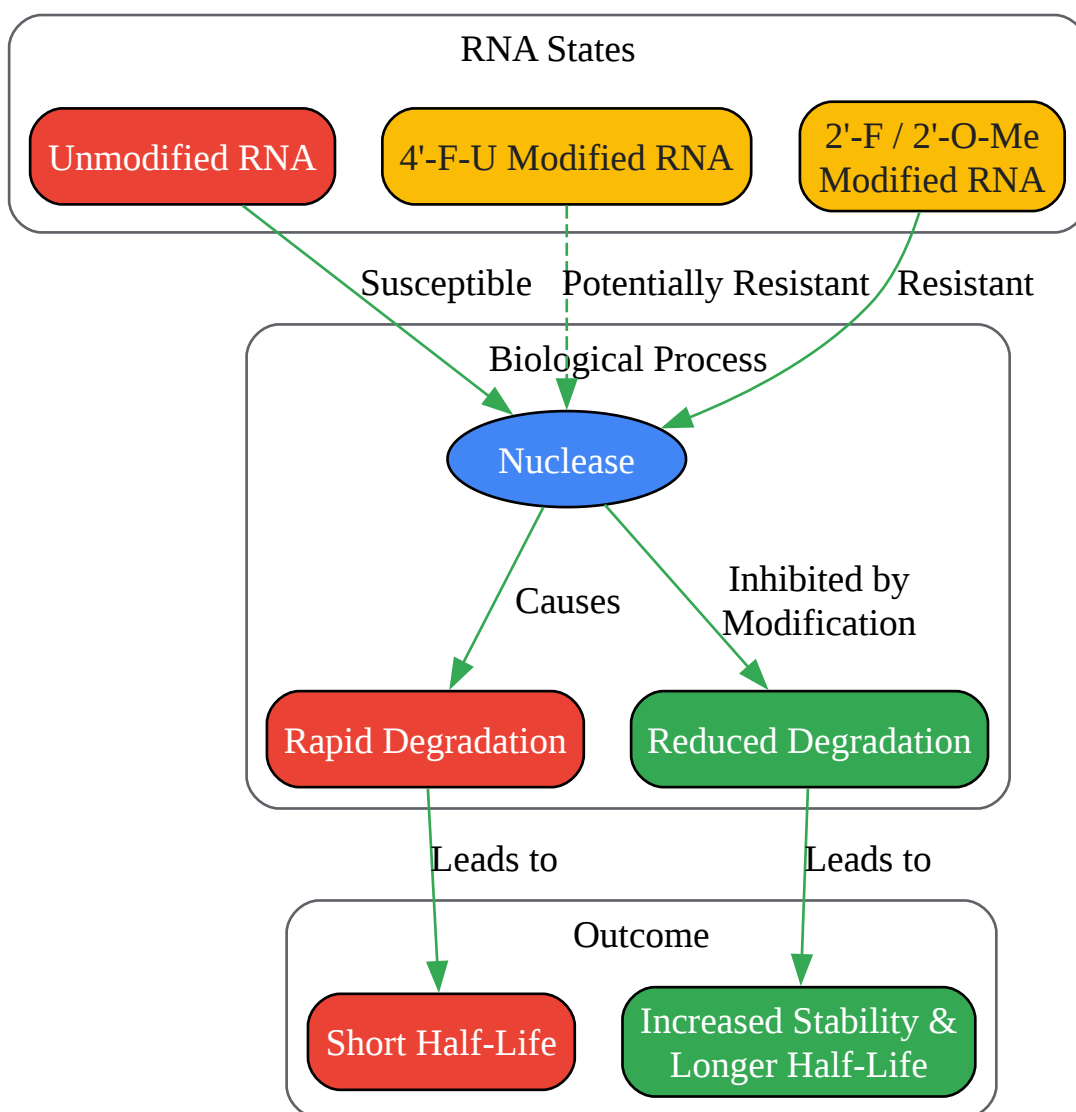 RNA States
Unmodified RNA
4'-F-U Modified RNA
2'-F / 2'-O-Me
Modified RNA
Susceptible
Potentially Resistant
Resistant
Biological Process
Nuclease
Causes
Inhibited by
Modification
Rapid Degradation
Reduced Degradation
Leads to
Leads to
Outcome
Short Half-Life
Increased Stability &
Longer Half-Life